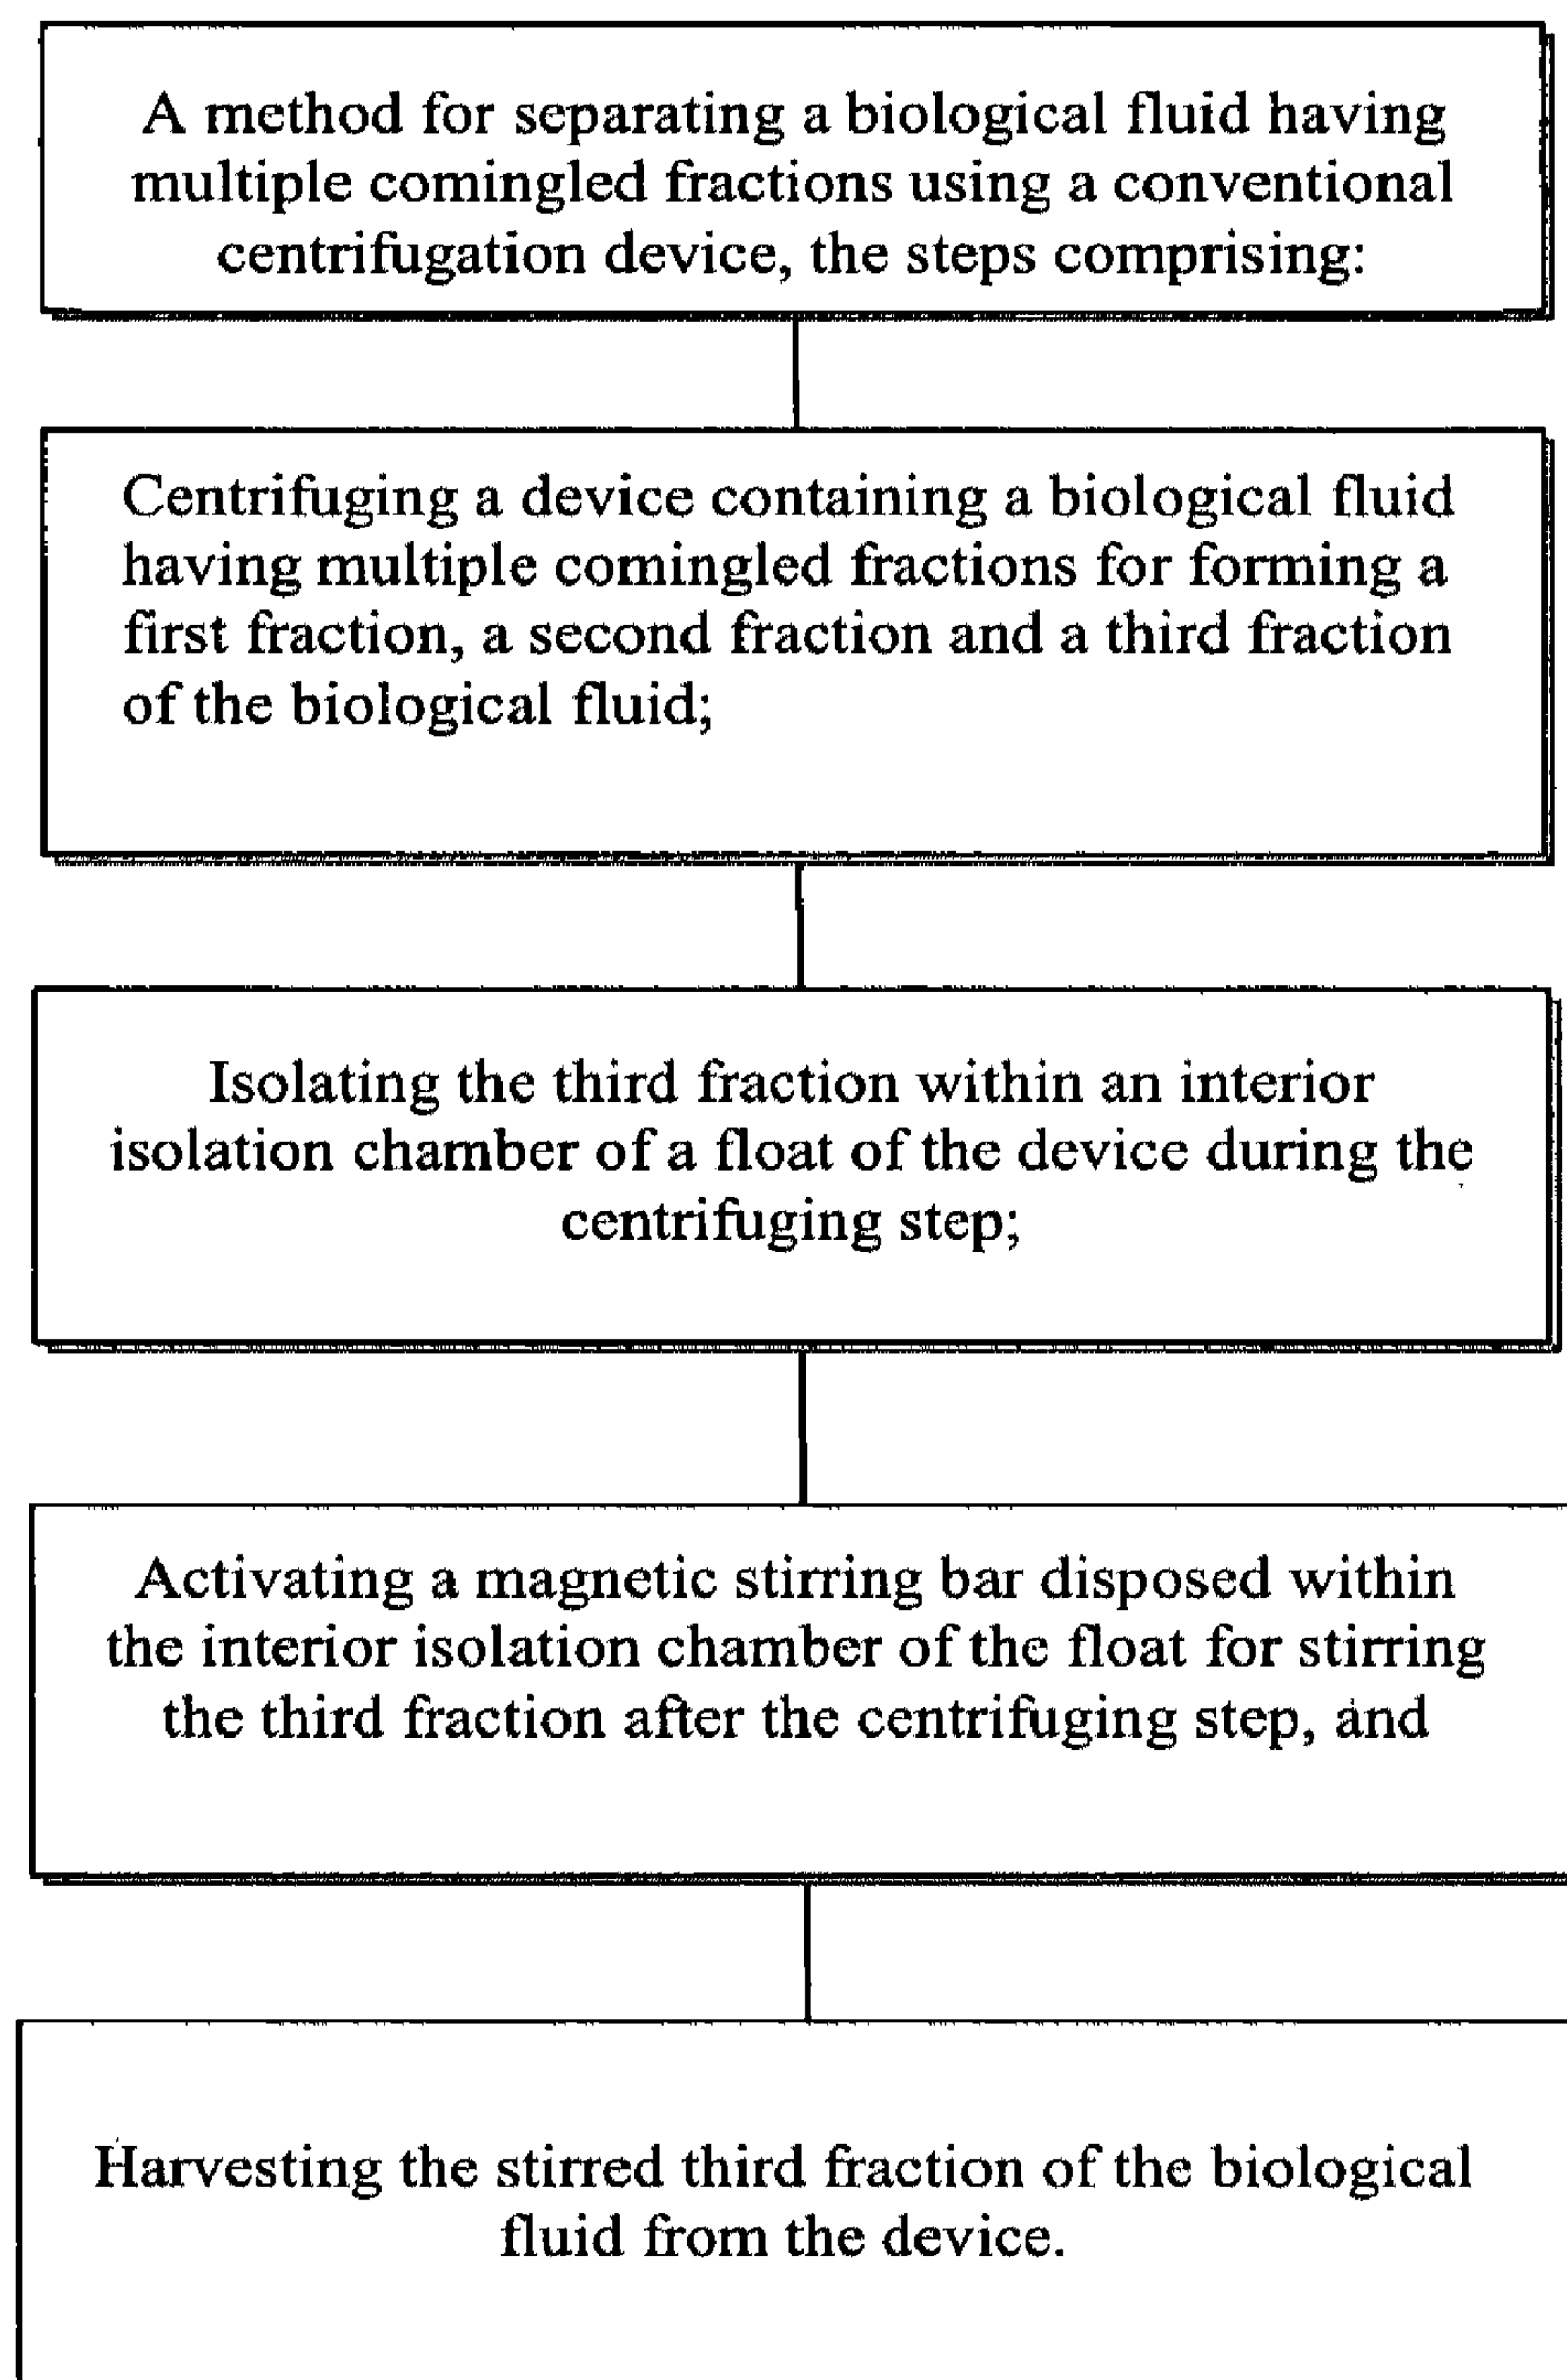 A method for separating a biological fluid having
multiple comingled fractions using a conventional
centrifugation device, the steps comprising:
Centrifuging a device containing a biological fluid
having multiple comingled fractions for forming a
first fraction, a second fraction and a third fraction
of the biological fluid;
Isolating the third fraction within an interior
isolation chamber of a float of the device during the
centrifuging step;
Activating a magnetic stirring bar disposed within
the interior isolation chamber of the float for stirring
the third fraction after the centrifuging step, and
Harvesting the stirred third fraction of the biological
fluid from the device.